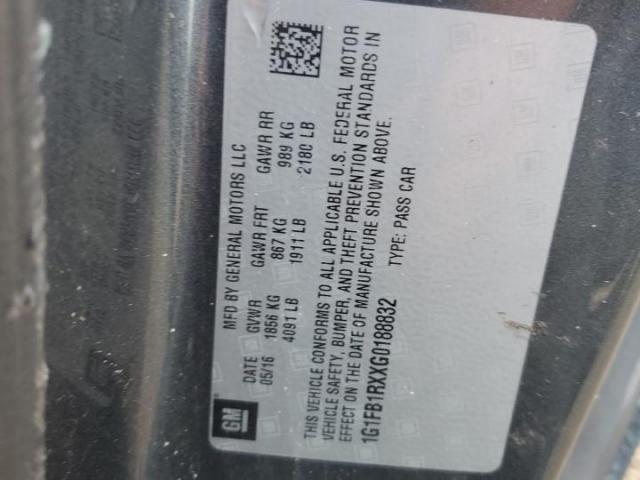 GM
MFD BY GENERAL MOTORS LLC
DATE GVWR GAWR FRT GAWR RR
05/16 1856 KG 867 KG 989 KG
4091 LB 1911 LB 2180 LB
THIS VEHICLE CONFORMS TO ALL APPLICABLE U.S. FEDERAL MOTOR
VEHICLE SAFETY, BUMPER, AND THEFT PREVENTION STANDARDS IN
EFFECT ON THE DATE OF MANUFACTURE SHOWN ABOVE.
1G1FB1RXXG0188832 TYPE: PASS CAR